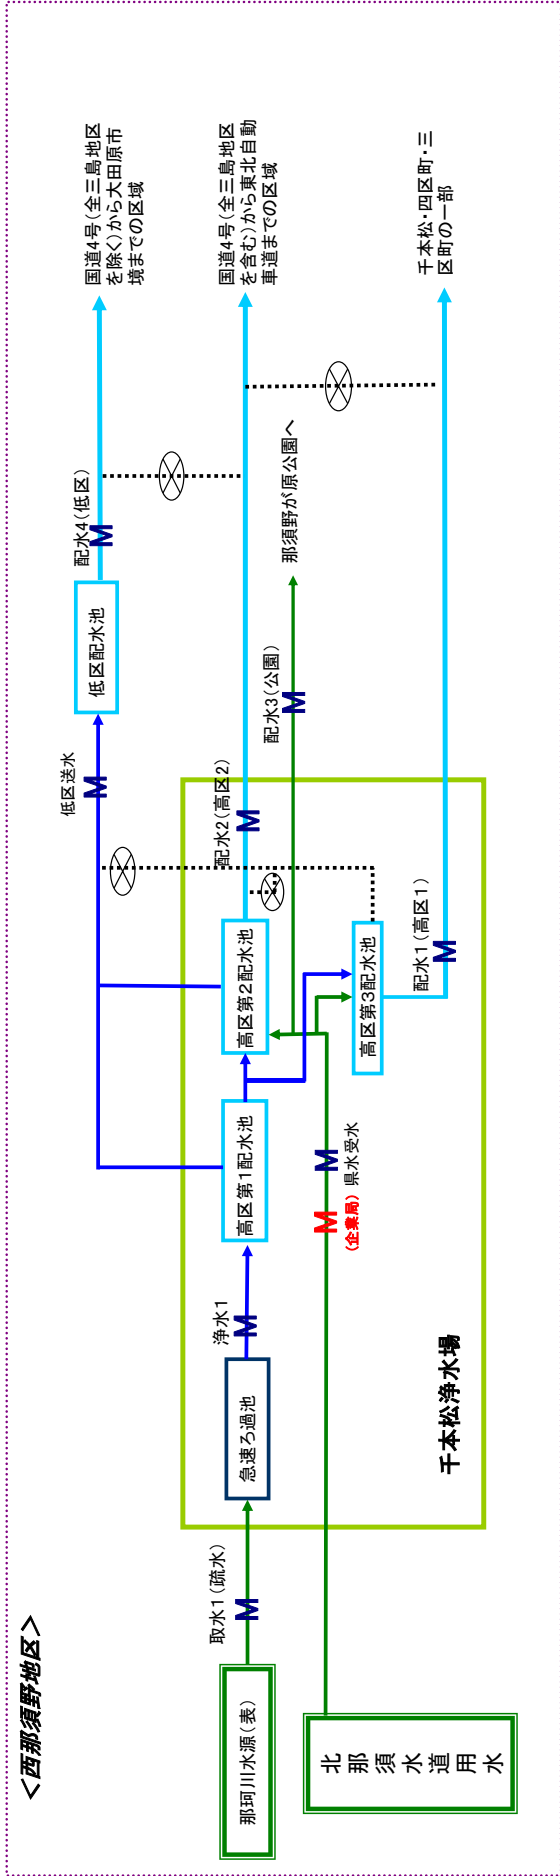 <西那須野地区>
那珂川水源(表)
北那須水道用水
取水1(疏水)
M
急速ろ過池
浄水1
M
M
(企業局)
M
県水受水
千本松浄水場
高区第1配水池
高区第2配水池
高区第3配水池
低区送水
M
配水2(高区2)
M
配水1(高区1)
M
配水3(公園)
M
那須野が原公園へ
低区配水池
配水4(低区)
M
国道4号(全三島地区
を除く)から大田原市
境までの区域
国道4号(全三島地区
を含む)から東北自動
車道までの区域
千本松・四区町・三
区町の一部